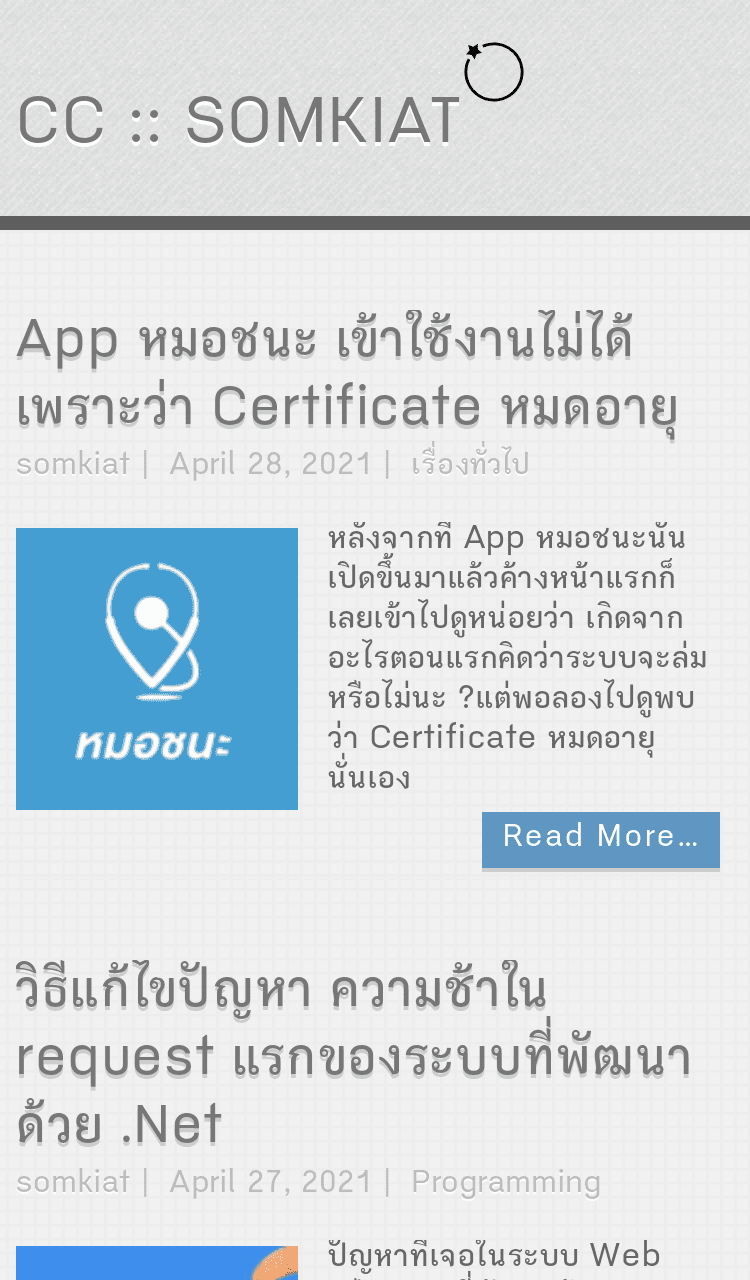 CC :: SOMKIAT
App หมอชนะ เข้าใช้งานไม่ได้
เพราะว่า Certificate หมดอายุ
somkiat | April 28, 2021 | เรื่องทั่วไป
หลังจากที่ App หมอชนะนั้น
เปิดขึ้นมาแล้วค้างหน้าแรกก็
เลยเข้าไปดูหน่อยว่า เกิดจาก
อะไรตอนแรกคิดว่าระบบจะล่ม
หรือไม่นะ ?แต่พอลองไปดูพบ
ว่า Certificate หมดอายุ
นั่นเอง
หมอชนะ
Read More...
วิธีแก้ไขปัญหา ความช้าใน
request แรกของระบบที่พัฒนา
ด้วย .Net
somkiat | April 27, 2021 | Programming
ปัญหาที่เจอในระบบ Web